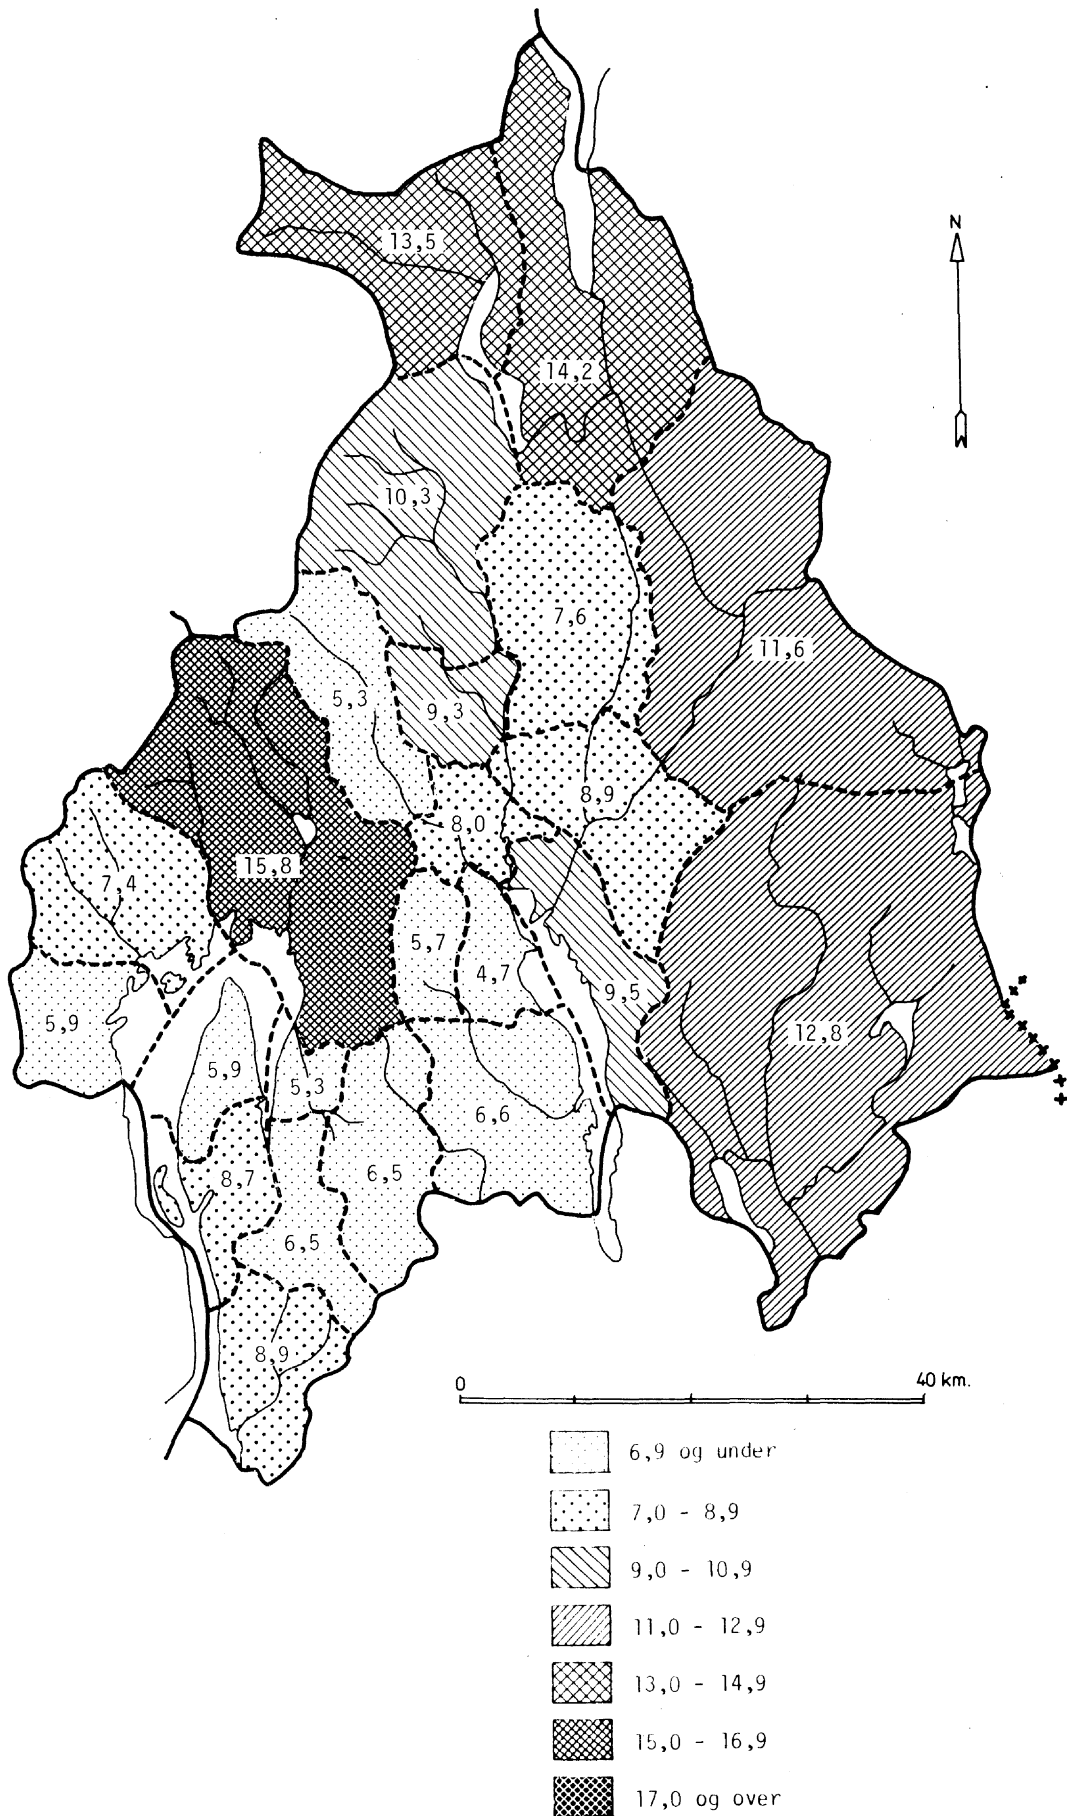 N
13,5
14,2
10,3
7,6
11,6
5,3
9,3
8,9
8,0
15,8
7,4
5,7
4,7
9,5
5,9
12,8
5,9
5,3
6,6
8,7
6,5
6,5
8,9
0 40 km.
6,9 og under
7,0 - 8,9
9,0 - 10,9
11,0 - 12,9
13,0 - 14,9
15,0 - 16,9
17,0 og over